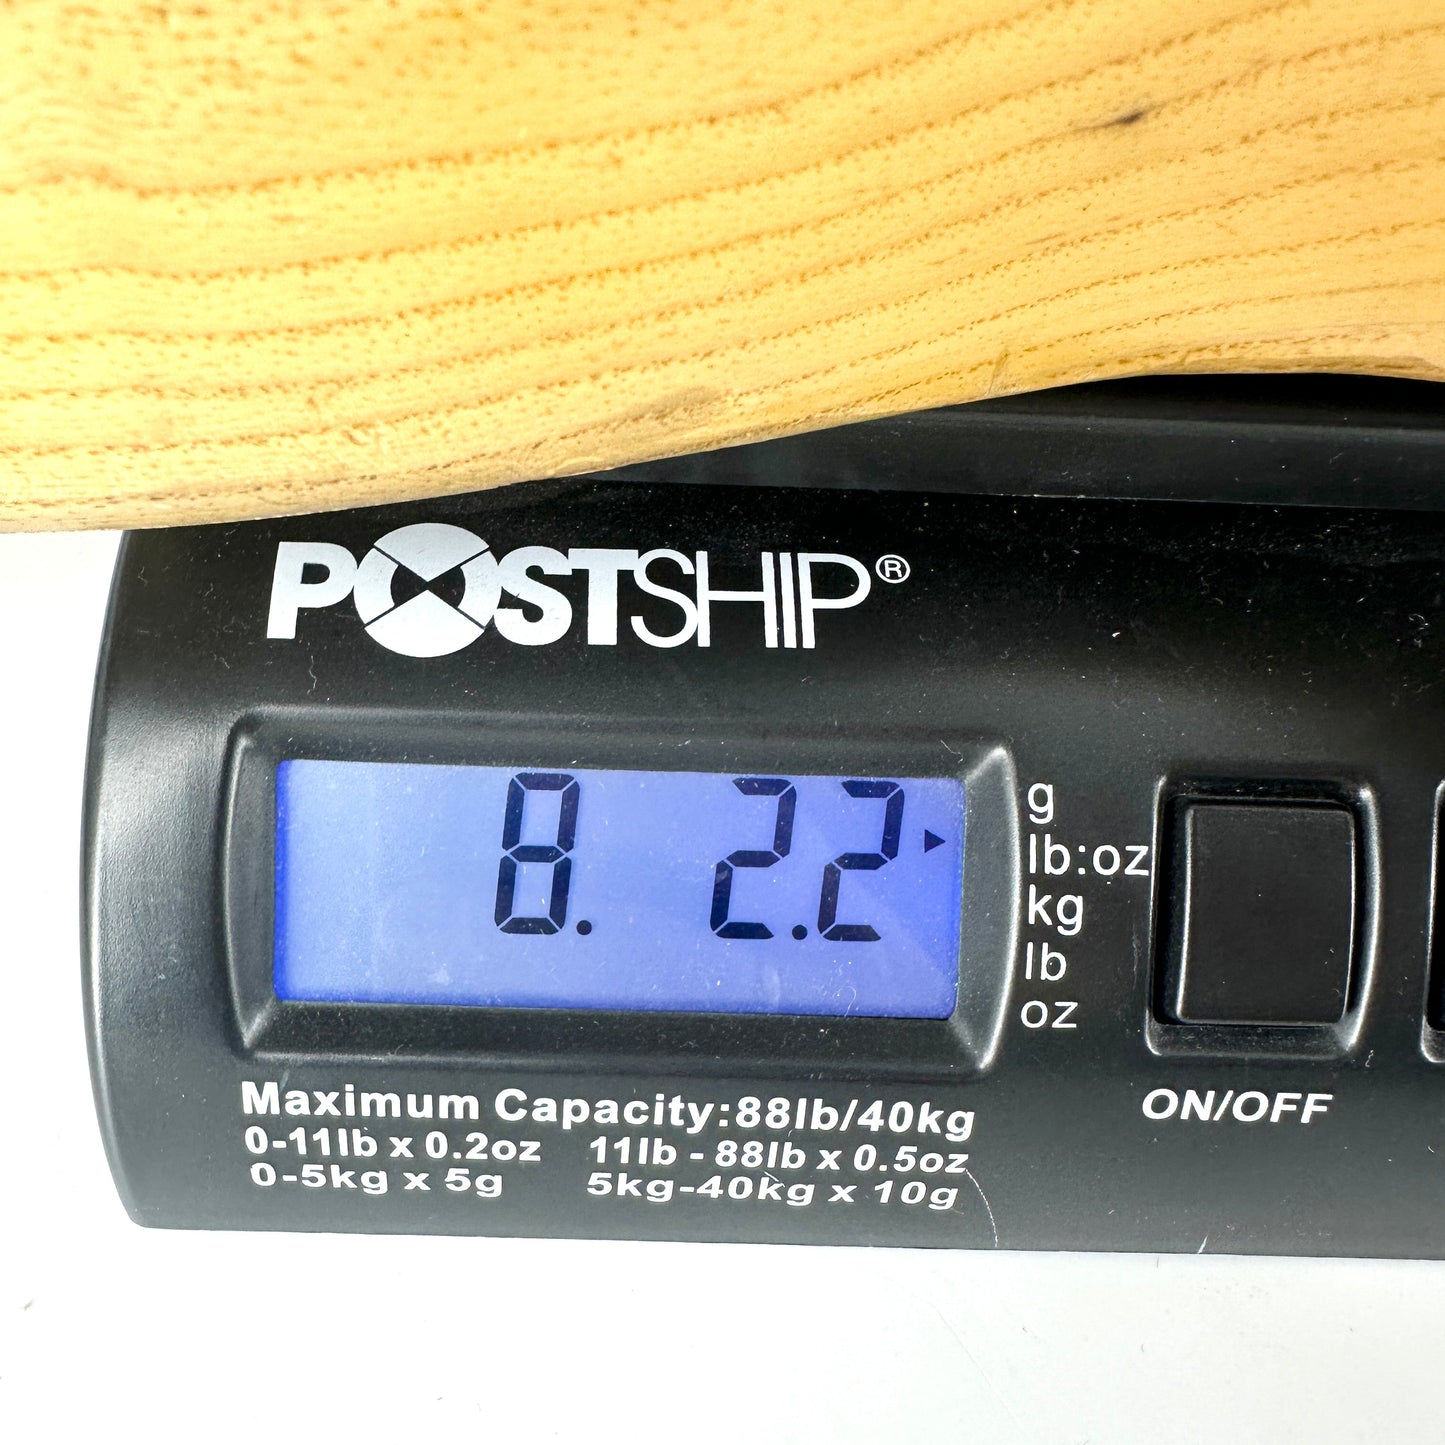 POSTSHIP®
8. 2.2
g
lb:oz
kg
lb
oz
ON/OFF
Maximum Capacity:88lb/40kg
0-11lb x 0.2oz 11lb - 88lb x 0.5oz
0-5kg x 5g 5kg-40kg x 10g